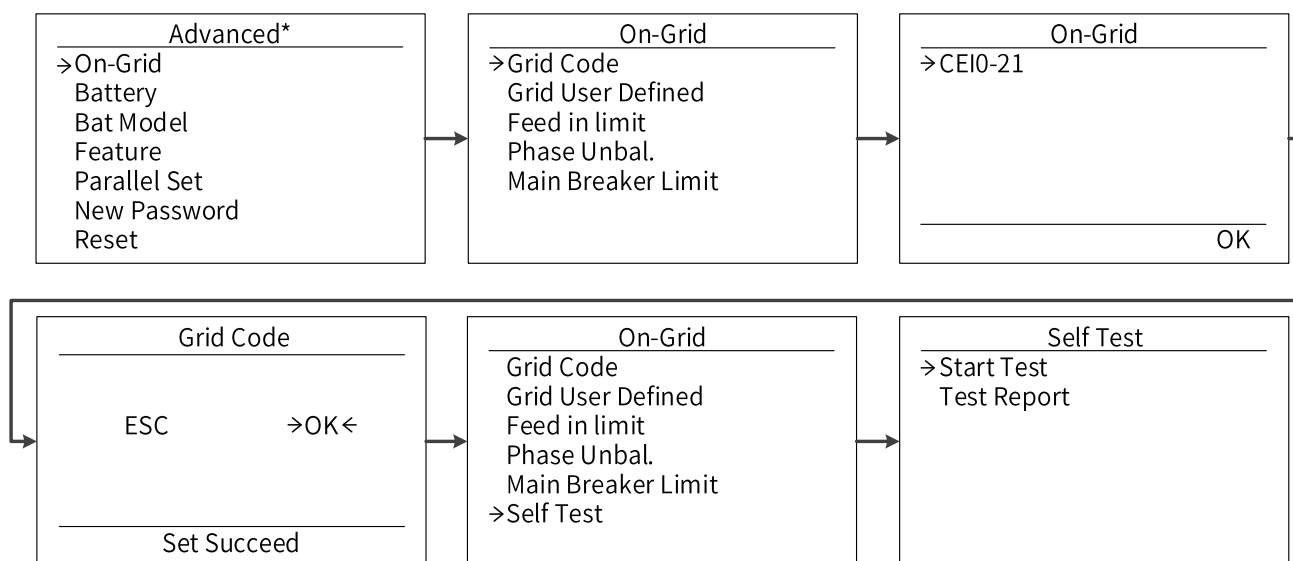 Advanced*
→On-Grid
Battery
Bat Model
Feature
Parallel Set
New Password
Reset
On-Grid
→Grid Code
Grid User Defined
Feed in limit
Phase Unbal.
Main Breaker Limit
On-Grid
→CEI0-21
OK
Grid Code
ESC →OK←
Set Succeed
On-Grid
Grid Code
Grid User Defined
Feed in limit
Phase Unbal.
Main Breaker Limit
→Self Test
Self Test
→Start Test
Test Report